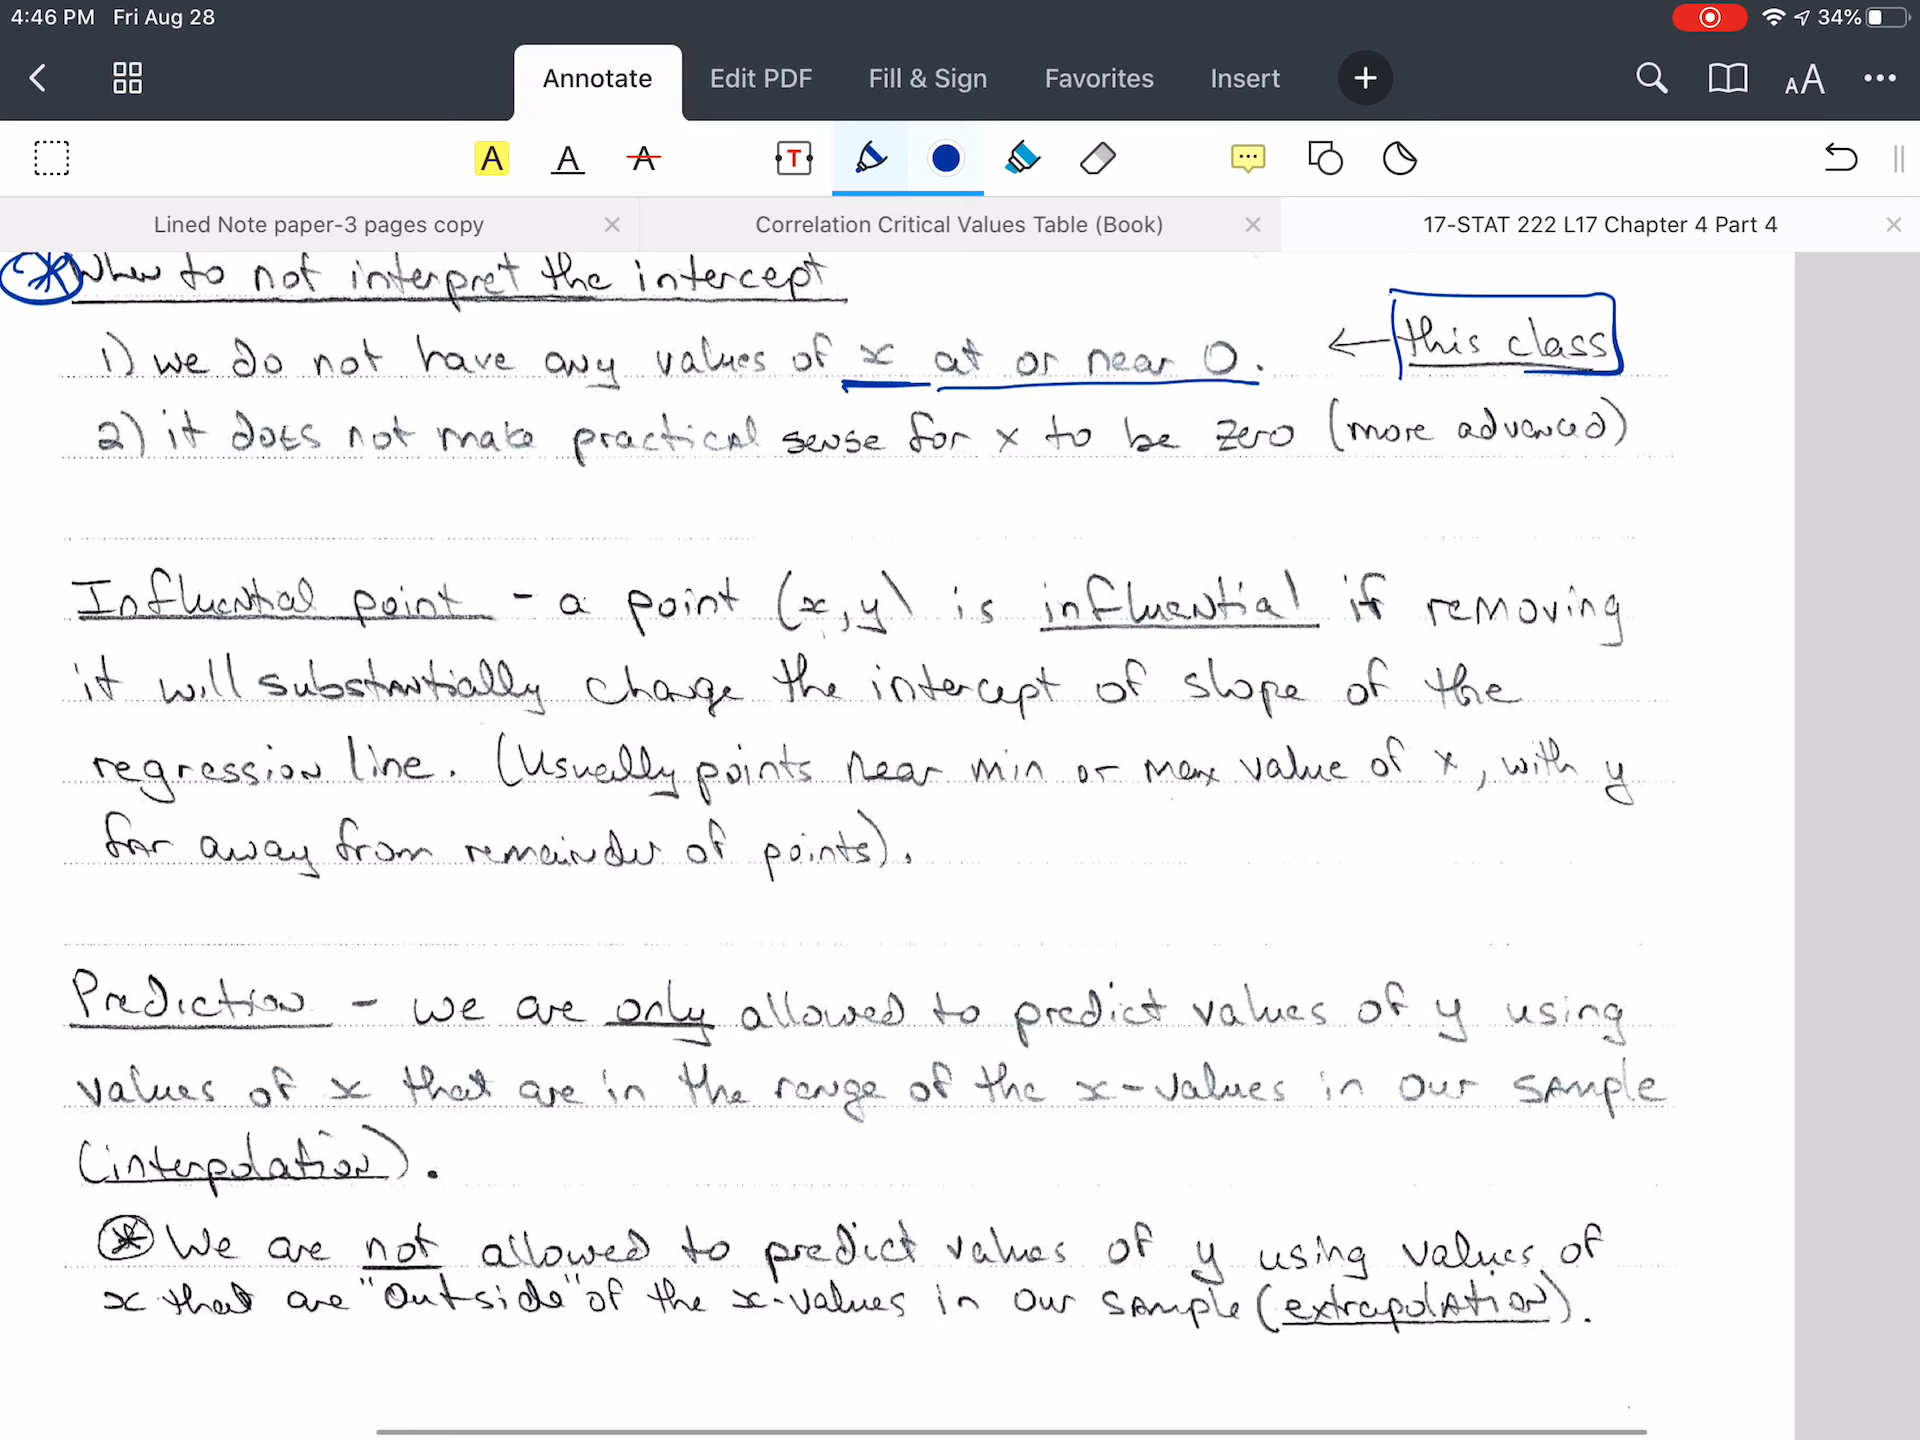 4:46 PM Fri Aug 28 34%
Annotate Edit PDF Fill & Sign Favorites Insert
AA
A A A T
Lined Note paper-3 pages copy Correlation Critical Values Table (Book) 17-STAT 222 L17 Chapter 4 Part 4
When to not interpret the intercept
1) we do not have any values of x at or near 0. ← this class
2) it does not make practical sense for x to be zero (more advanced)
Influential point - a point (x,y) is influential if removing
it will substantially change the intercept of slope of the
regression line. (Usually points near min or max value of x, with y
far away from remainder of points).
Prediction - we are only allowed to predict values of y using
values of x that are in the range of the x-values in our sample
(interpolation).
We are not allowed to predict values of y using values of
x that are "outside" of the x-values in our sample (extrapolation).